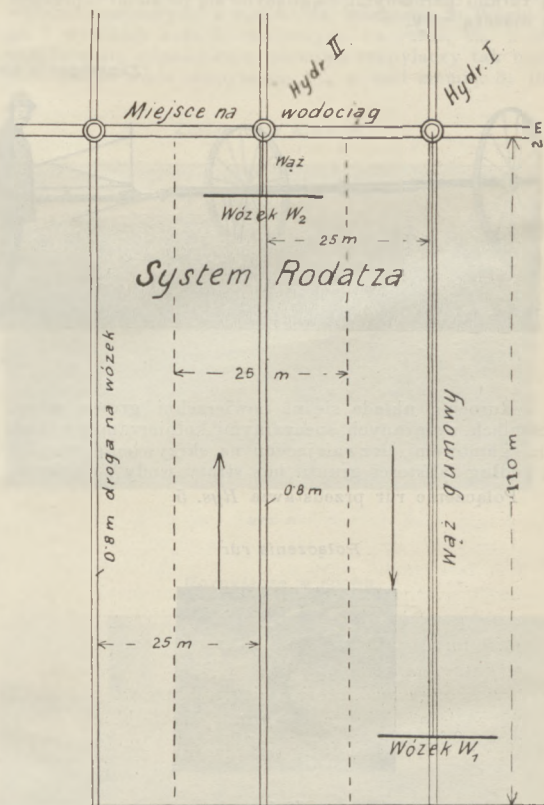 Hydr. II
Hydr. I
Miejsce na wodociąg
2 m
Wąż
Wózek W₂
25 m
System Rodatza
25 m
0·8 m droga na wózek
0·8 m
Wąż gumowy
110 m
25 m
Wózek W₁